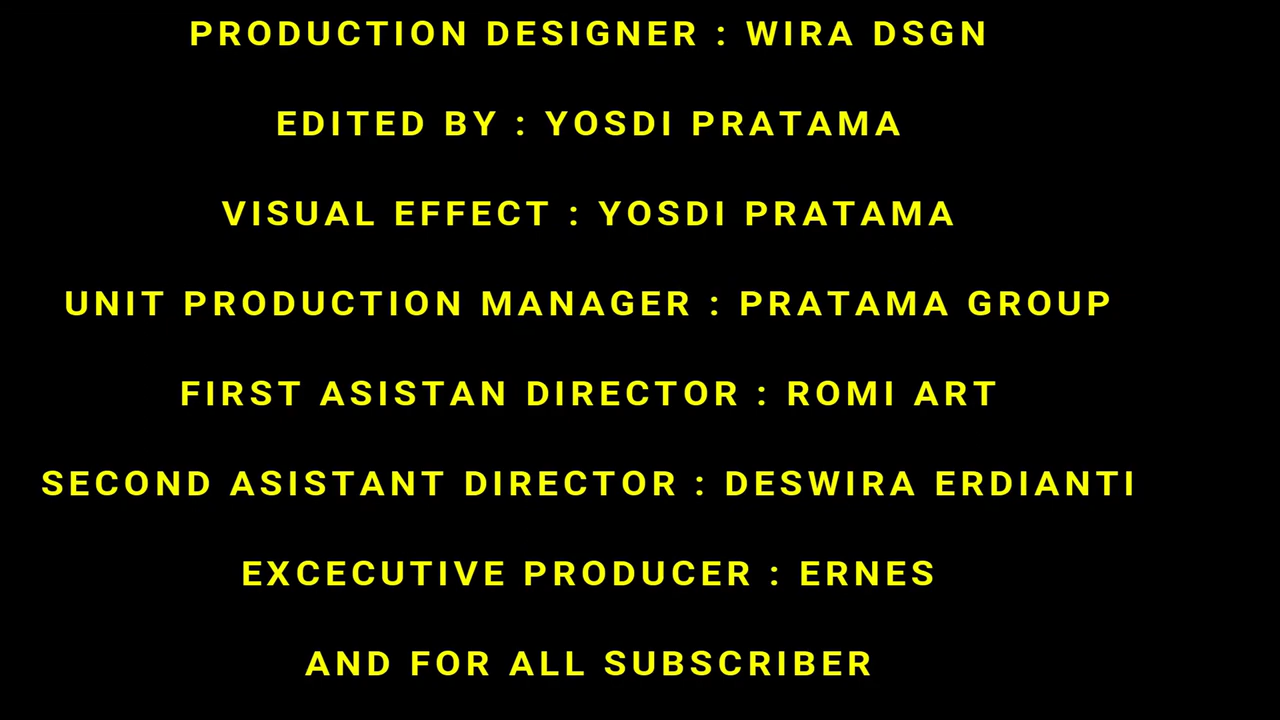 PRODUCTION DESIGNER : WIRA DSGN
EDITED BY : YOSDI PRATAMA
VISUAL EFFECT : YOSDI PRATAMA
UNIT PRODUCTION MANAGER : PRATAMA GROUP
FIRST ASISTAN DIRECTOR : ROMI ART
SECOND ASISTANT DIRECTOR : DESWIRA ERDIANTI
EXCECUTIVE PRODUCER : ERNES
AND FOR ALL SUBSCRIBER